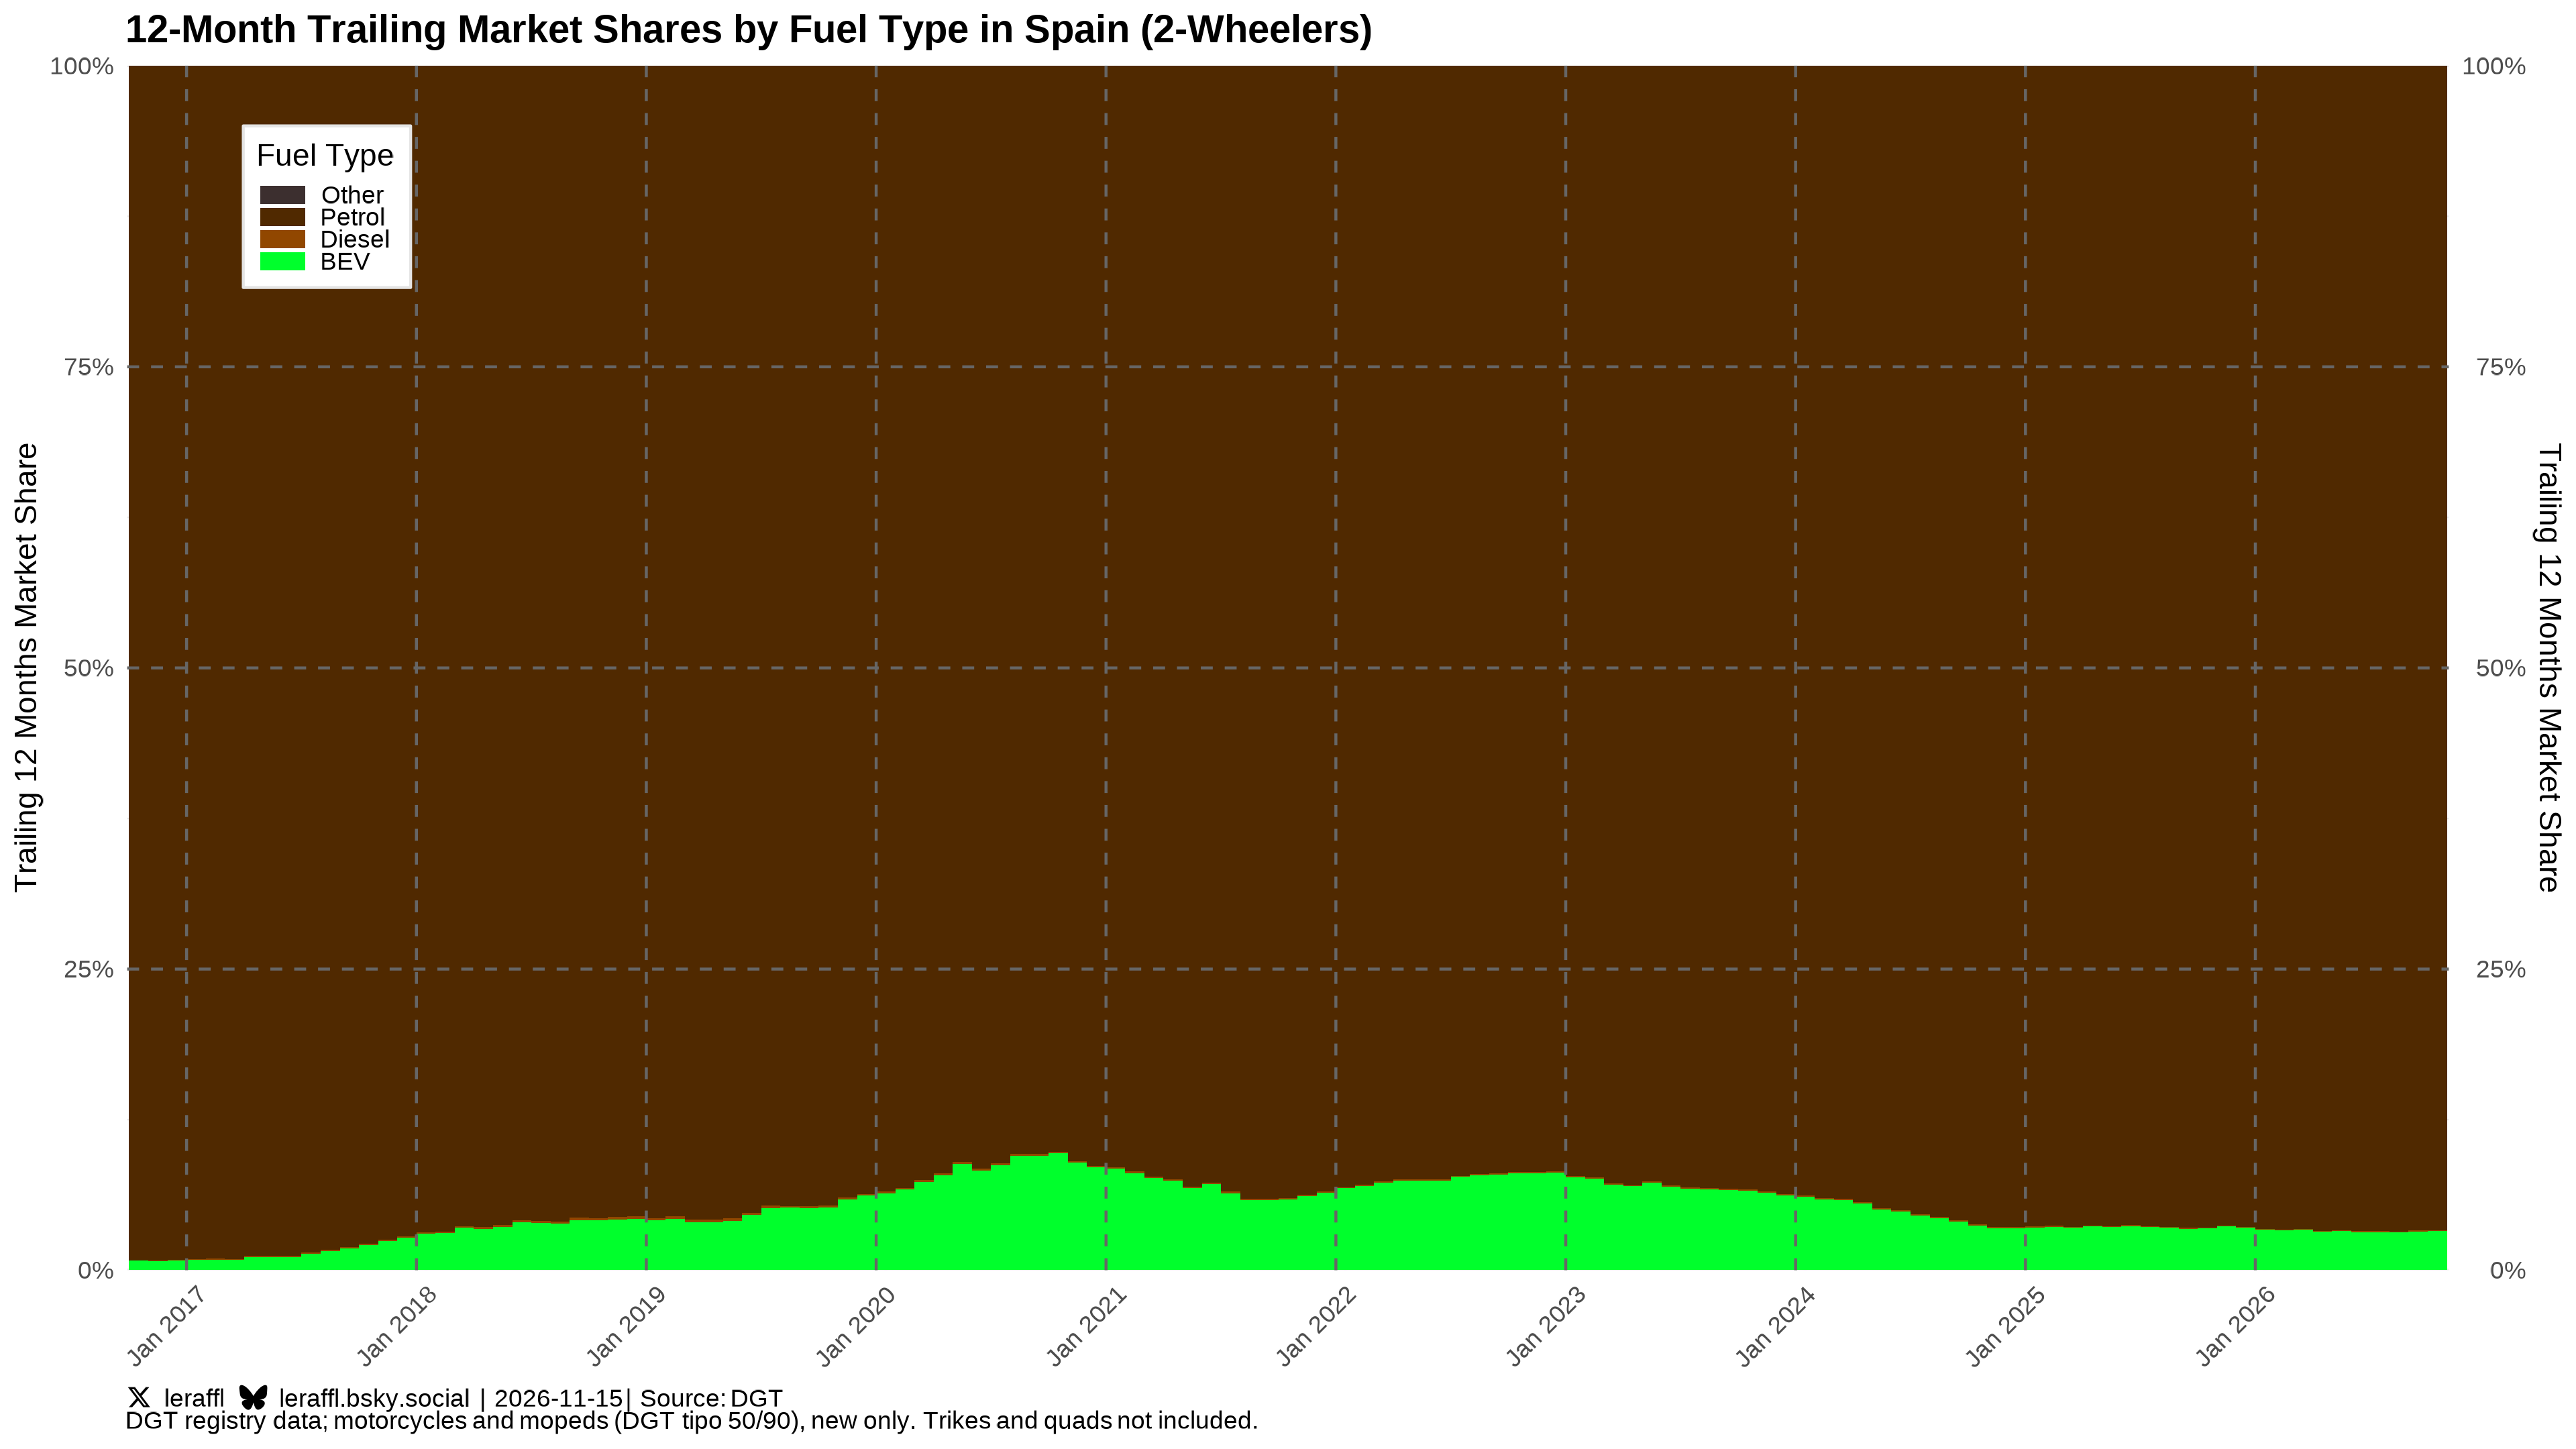 12-Month Trailing Market Shares by Fuel Type in Spain (2-Wheelers)
100%
75%
50%
25%
0%
100%
75%
50%
25%
0%
Trailing 12 Months Market Share
Trailing 12 Months Market Share
Fuel Type
Other
Petrol
Diesel
BEV
Jan 2017
Jan 2018
Jan 2019
Jan 2020
Jan 2021
Jan 2022
Jan 2023
Jan 2024
Jan 2025
Jan 2026
leraffl leraffl.bsky.social | 2026-11-15| Source: DGT
DGT registry data; motorcycles and mopeds (DGT tipo 50/90), new only. Trikes and quads not included.